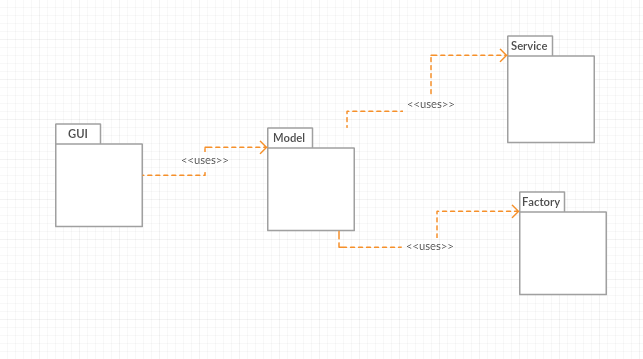 Service
<<uses>>
GUI
Model
<<uses>>
Factory
<<uses>>